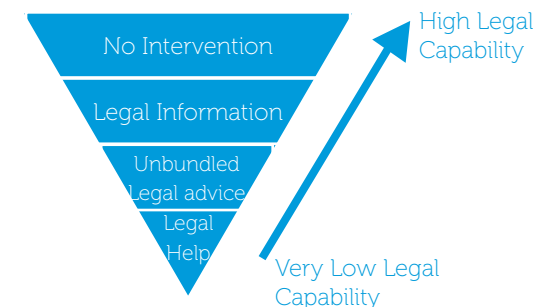 High Legal
Capability
No Intervention
Legal Information
Unbundled
Legal advice
Legal
Help
Very Low Legal
Capability